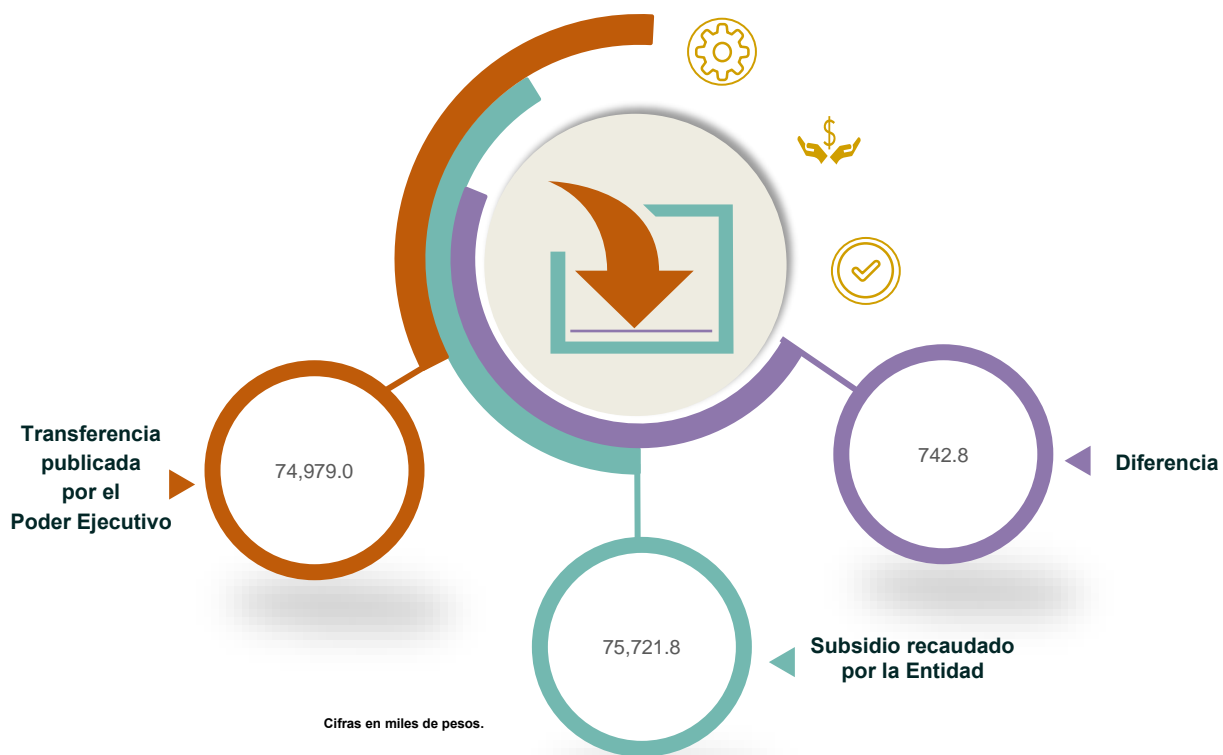 Transferencia
publicada
por el
Poder Ejecutivo
74,979.0
742.8
Diferencia
75,721.8
Subsidio recaudado
por la Entidad
Cifras en miles de pesos.
$